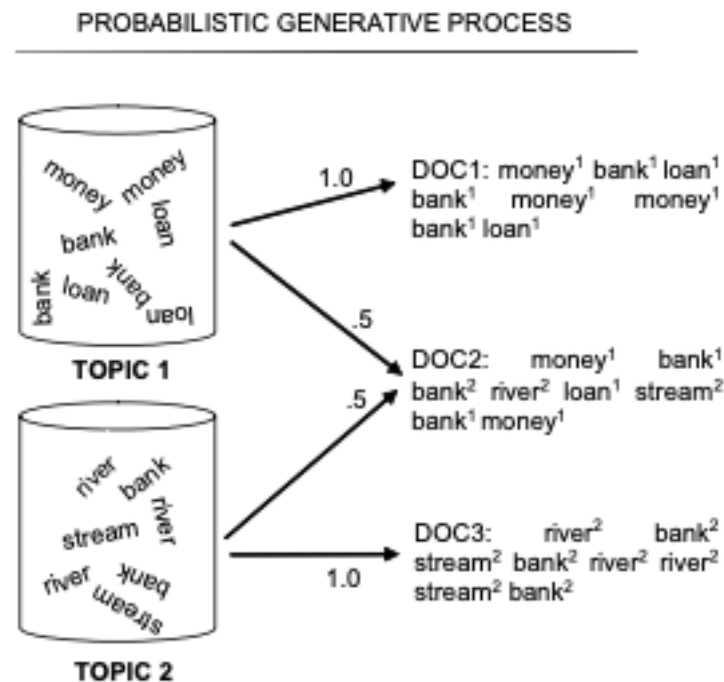 PROBABILISTIC GENERATIVE PROCESS
money
money
loan
bank
bank
bank
loan
loan
TOPIC 1
river
bank
river
stream
river
bank
stream
TOPIC 2
1.0
.5
.5
1.0
DOC1: money¹ bank¹ loan¹
bank¹ money¹ money¹
bank¹ loan¹
DOC2: money¹ bank¹
bank² river² loan¹ stream²
bank¹ money¹
DOC3: river² bank²
stream² bank² river² river²
stream² bank²